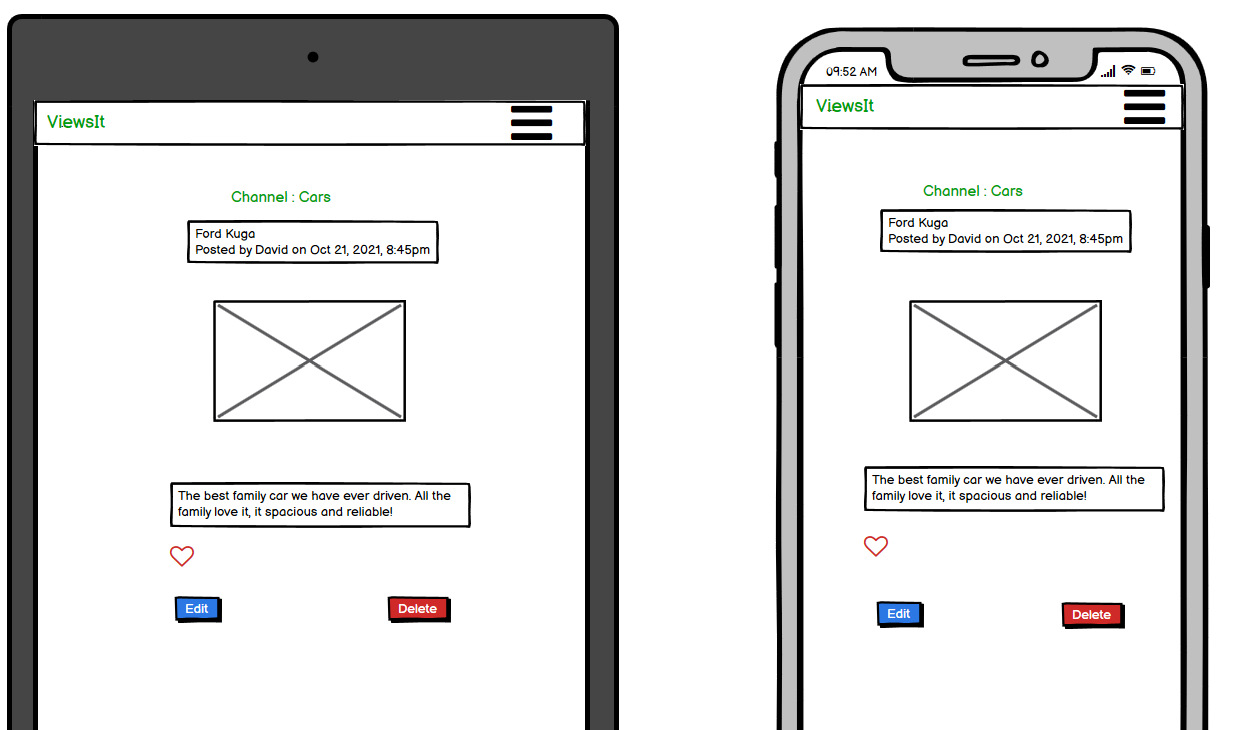 ViewsIt
Channel : Cars
Ford Kuga
Posted by David on Oct 21, 2021, 8:45pm
The best family car we have ever driven. All the
family love it, it spacious and reliable!
Edit
Delete
09:52 AM
ViewsIt
Channel : Cars
Ford Kuga
Posted by David on Oct 21, 2021, 8:45pm
The best family car we have ever driven. All the
family love it, it spacious and reliable!
Edit
Delete